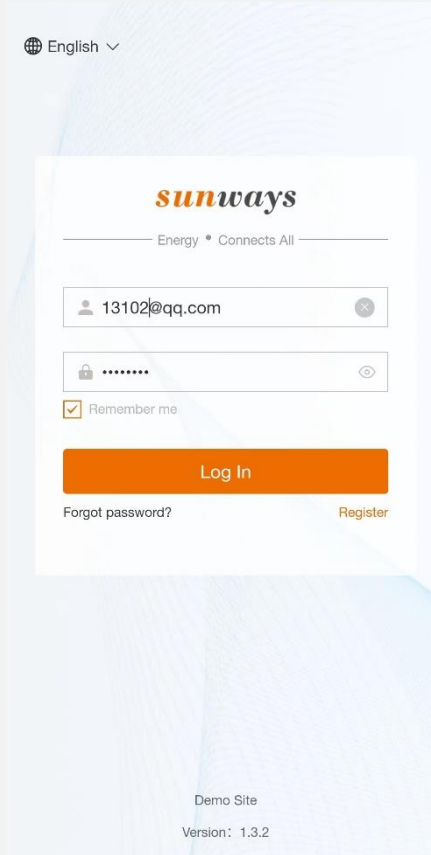 English
sunways
Energy • Connects All
13102@qq.com
••••••••
Remember me
Log In
Forgot password? Register
Demo Site
Version: 1.3.2